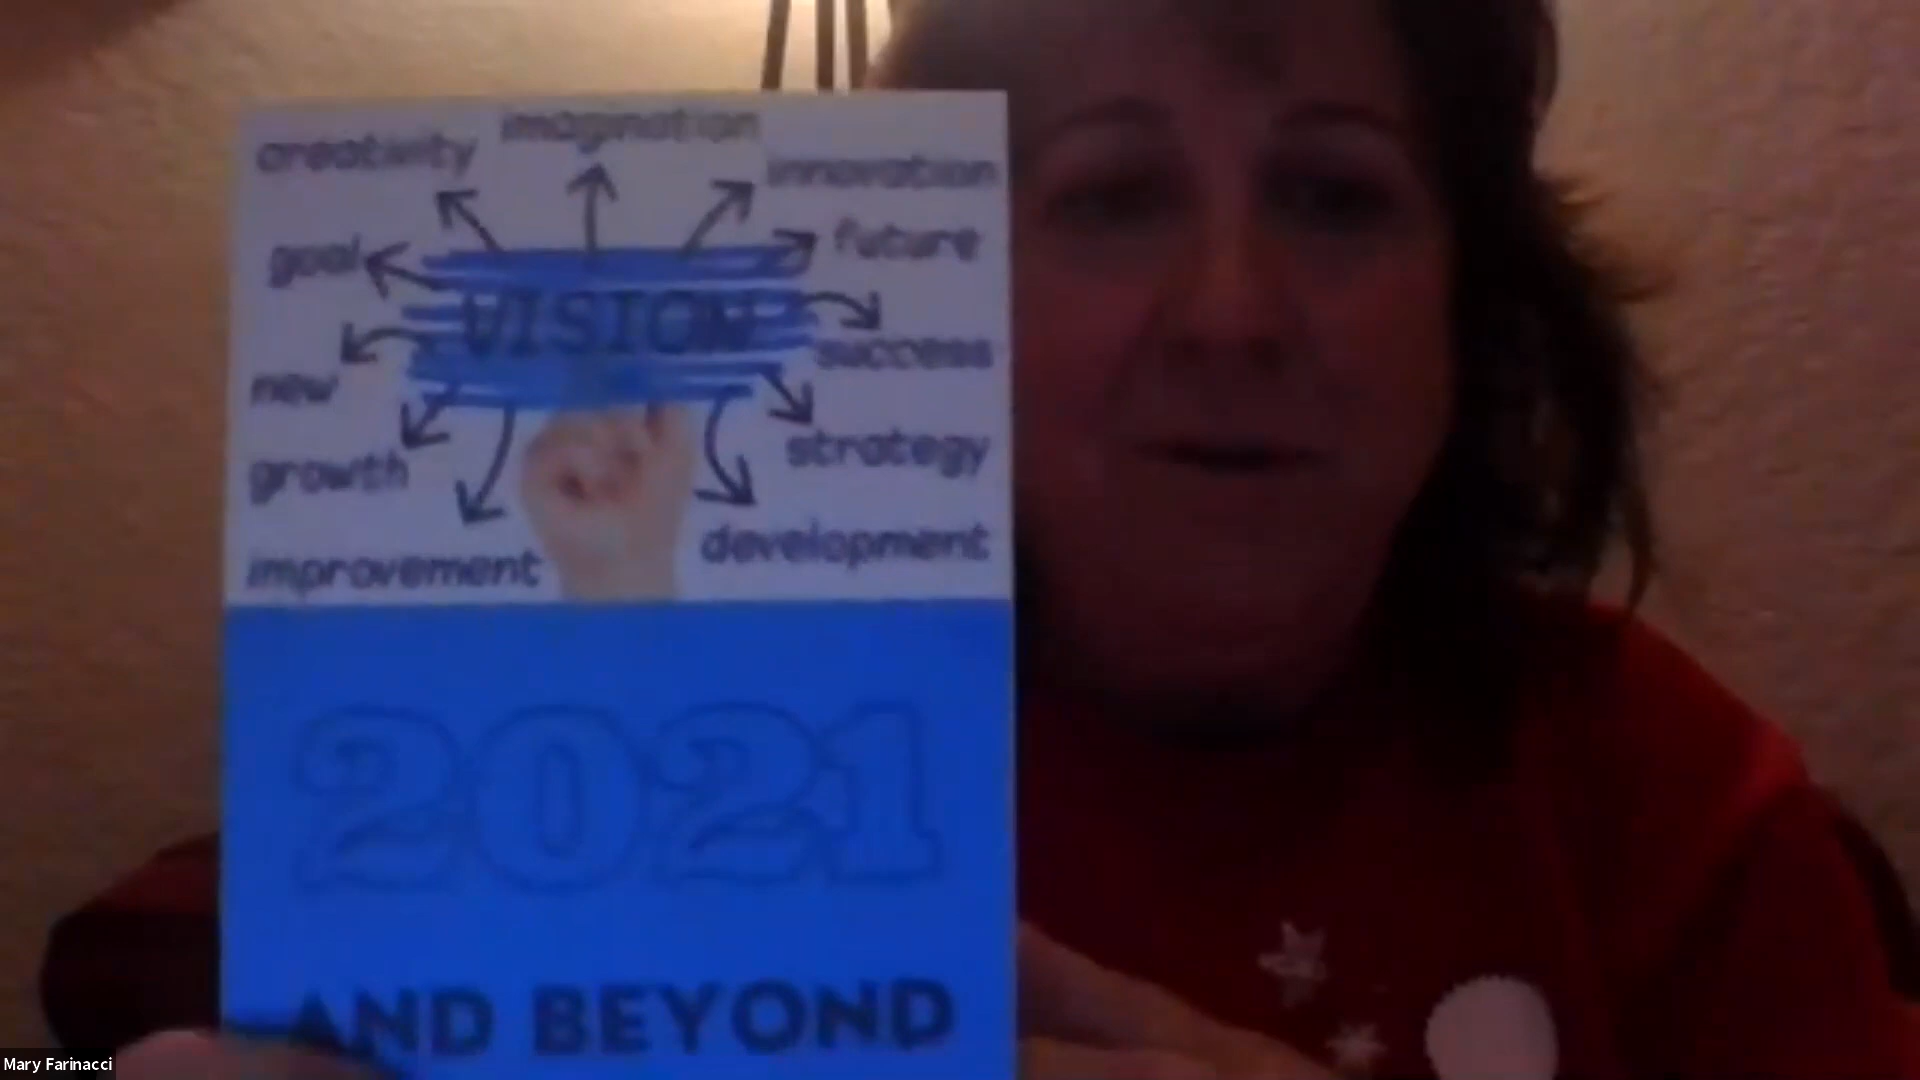 imagination
creativity
innovation
goal
future
VISION
success
new
strategy
growth
development
improvement
2021
AND BEYOND
Mary Farinacci